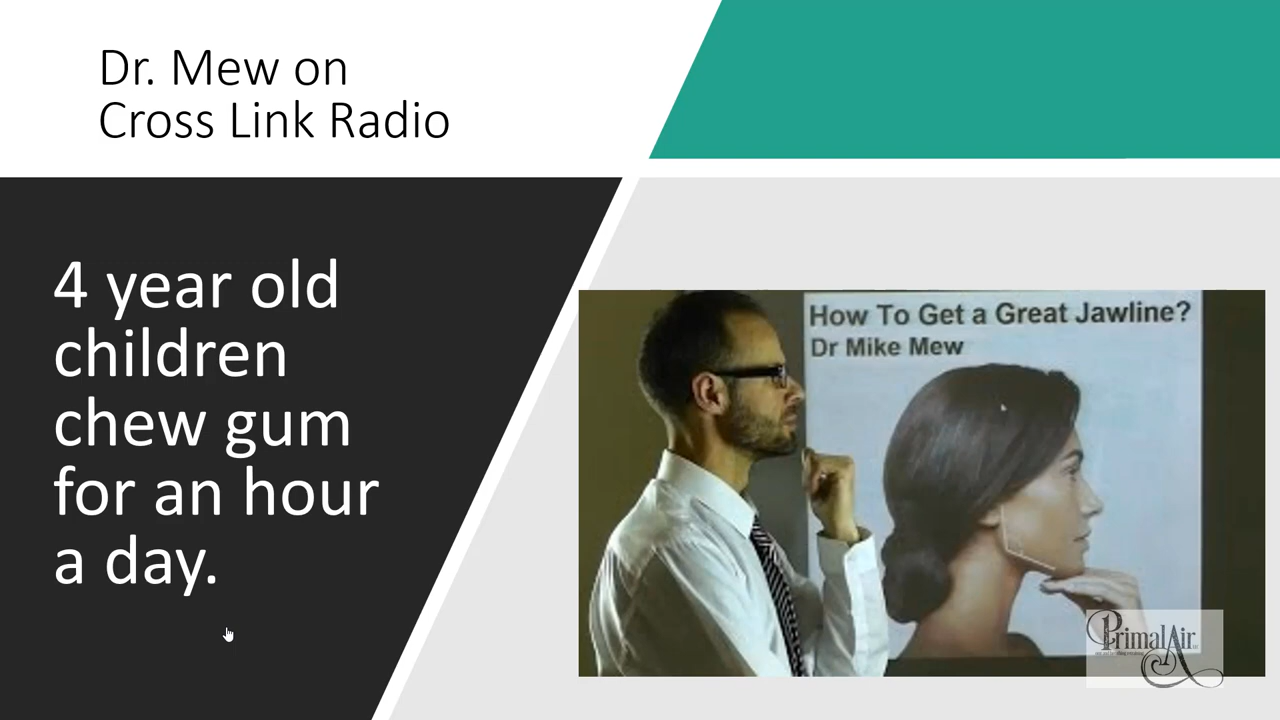 Dr. Mew on
Cross Link Radio
4 year old
children
chew gum
for an hour
a day.
How To Get a Great Jawline?
Dr Mike Mew
PrimalAir